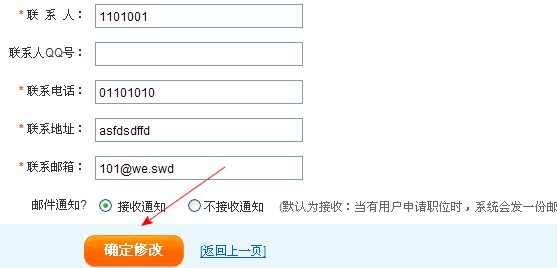 * 联 系 人： 1101001
联系人QQ号：
* 联系电话： 01101010
* 联系地址： asfdsdffd
* 联系邮箱： 101@we.swd
邮件通知? 接收通知 不接收通知 (默认为接收：当有用户申请职位时，系统会发一份邮
确定修改 [返回上一页]